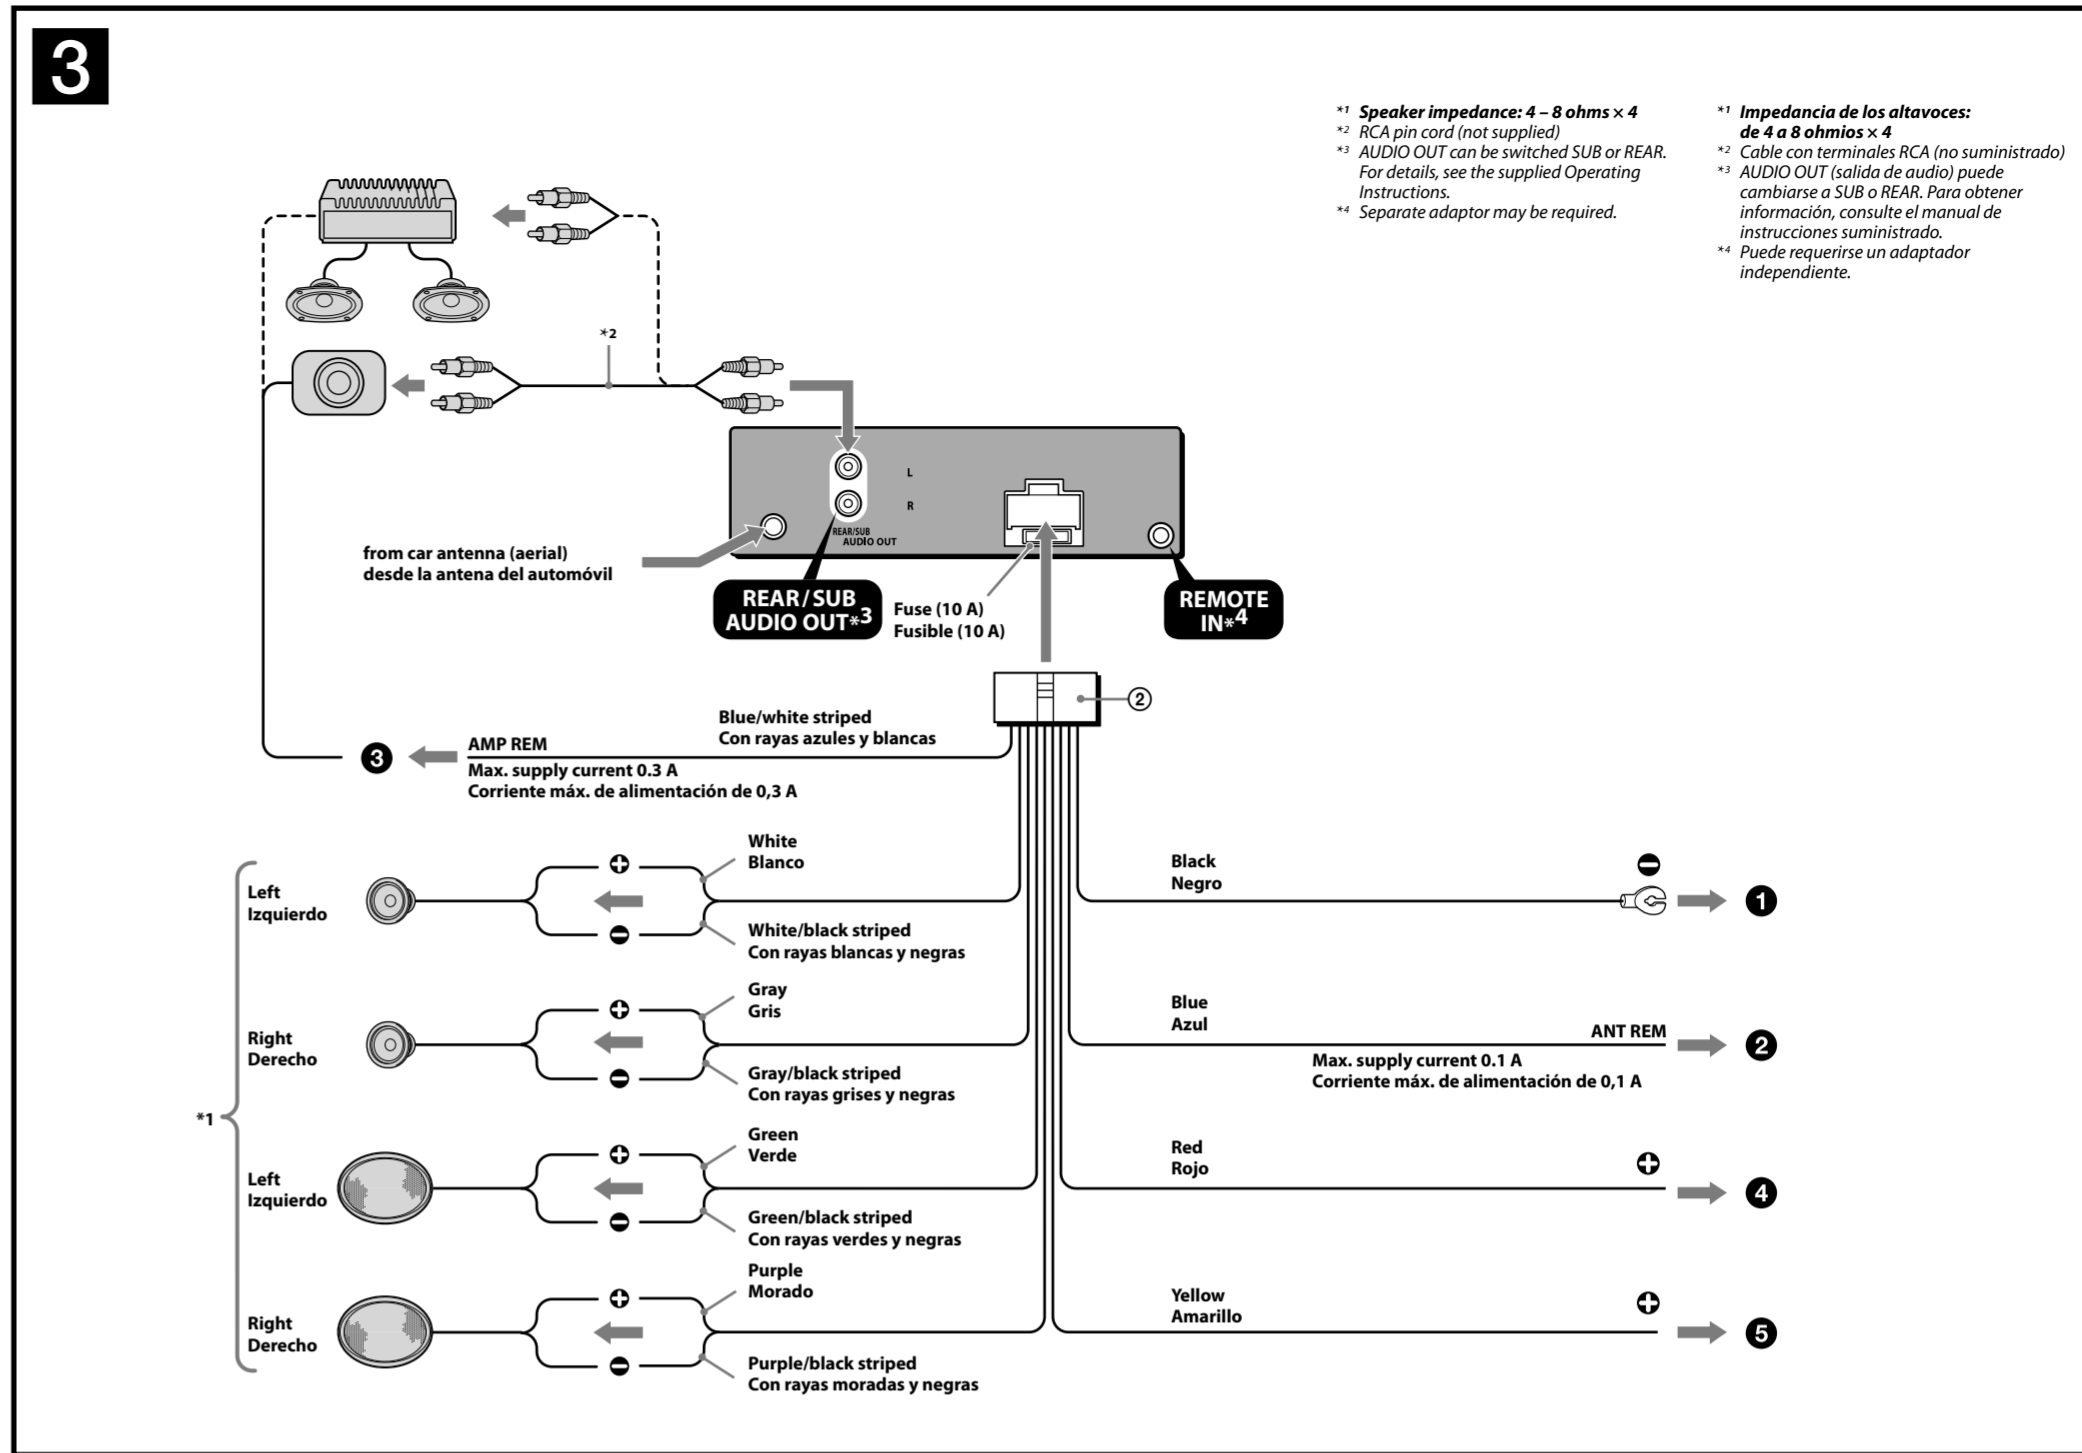 3
*1 Speaker impedance: 4 – 8 ohms × 4
*2 RCA pin cord (not supplied)
*3 AUDIO OUT can be switched SUB or REAR.
For details, see the supplied Operating
Instructions.
*4 Separate adaptor may be required.
*1 Impedancia de los altavoces:
de 4 a 8 ohmios × 4
*2 Cable con terminales RCA (no suministrado)
*3 AUDIO OUT (salida de audio) puede
cambiarse a SUB o REAR. Para obtener
información, consulte el manual de
instrucciones suministrado.
*4 Puede requerirse un adaptador
independiente.
*2
L
R
REAR/SUB
AUDIO OUT
from car antenna (aerial)
desde la antena del automóvil
REAR/SUB
AUDIO OUT*3
Fuse (10 A)
Fusible (10 A)
REMOTE
IN*4
②
Blue/white striped
Con rayas azules y blancas
❸
AMP REM
Max. supply current 0.3 A
Corriente máx. de alimentación de 0,3 A
*1
Left
Izquierdo
+
−
White
Blanco
White/black striped
Con rayas blancas y negras
Right
Derecho
+
−
Gray
Gris
Gray/black striped
Con rayas grises y negras
Left
Izquierdo
+
−
Green
Verde
Green/black striped
Con rayas verdes y negras
Right
Derecho
+
−
Purple
Morado
Purple/black striped
Con rayas moradas y negras
Black
Negro
−
❶
Blue
Azul
ANT REM
❷
Max. supply current 0.1 A
Corriente máx. de alimentación de 0,1 A
Red
Rojo
+
❹
Yellow
Amarillo
+
❺